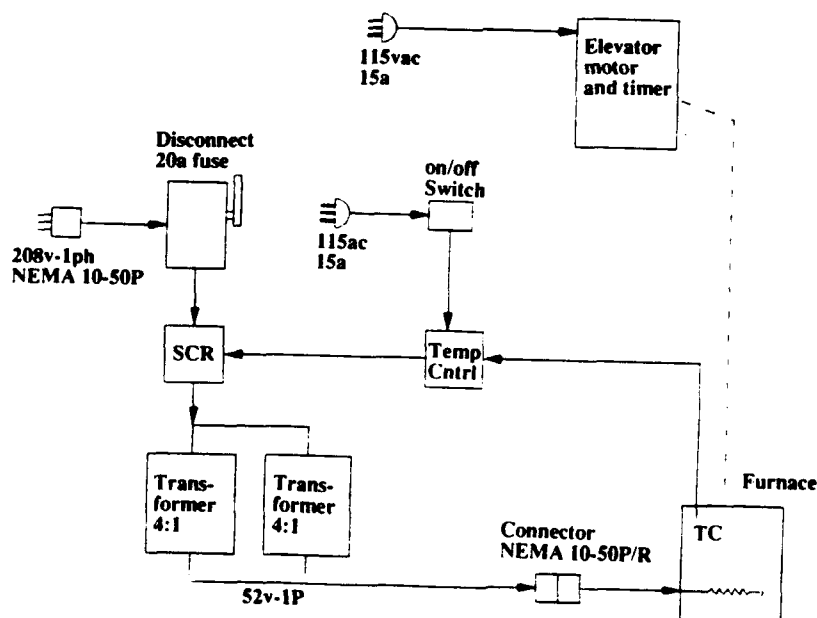 115vac
15a
Elevator
motor
and timer
Disconnect
20a fuse
on/off
Switch
208v-1ph
NEMA 10-50P
115ac
15a
SCR
Temp
Cntrl
Trans-
former
4:1
Trans-
former
4:1
Furnace
TC
Connector
NEMA 10-50P/R
52v-1P